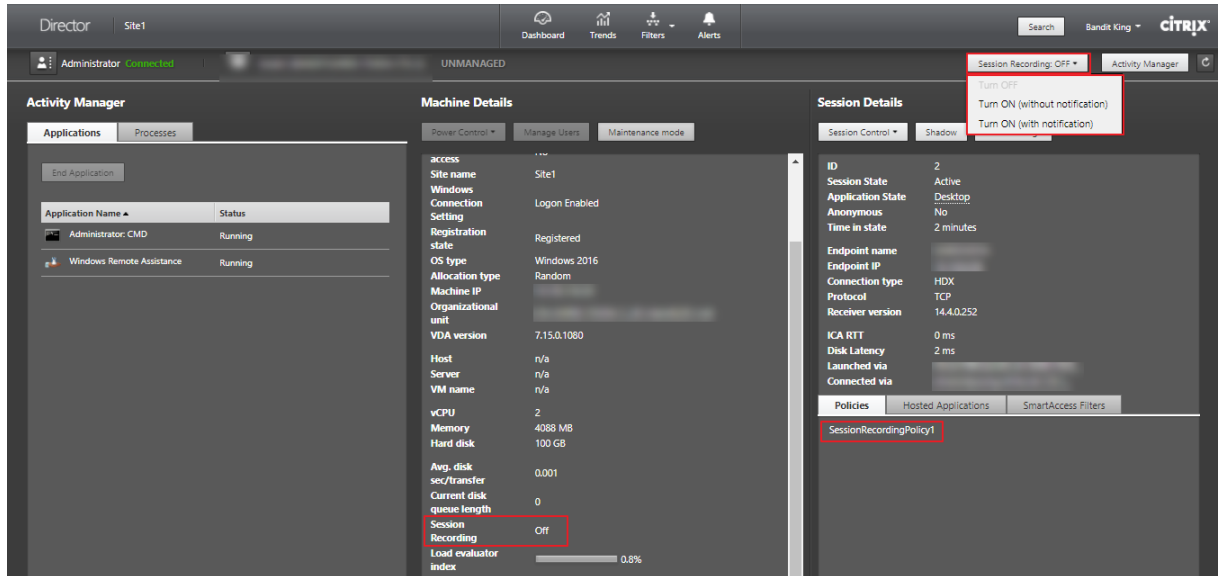 Director Site1 Dashboard Trends Filters Alerts Search Bandit King CITRIX
Administrator Connected UNMANAGED Session Recording: OFF Activity Manager
Turn OFF
Turn ON (without notification)
Turn ON (with notification)
Activity Manager
Applications Processes
End Application
Application Name Status
Administrator: CMD Running
Windows Remote Assistance Running
Machine Details
Power Control Manage Users Maintenance mode
access
Site name Site1
Windows
Connection Logon Enabled
Setting
Registration
state Registered
OS type Windows 2016
Allocation type Random
Machine IP
Organizational
unit
VDA version 7.15.0.1080
Host n/a
Server n/a
VM name n/a
vCPU 2
Memory 4088 MB
Hard disk 100 GB
Avg. disk
sec/transfer 0.001
Current disk
queue length 0
Session
Recording Off
Load evaluator
index 0.8%
Session Details
Session Control Shadow
ID 2
Session State Active
Application State Desktop
Anonymous No
Time in state 2 minutes
Endpoint name
Endpoint IP
Connection type HDX
Protocol TCP
Receiver version 14.4.0.252
ICA RTT 0 ms
Disk Latency 2 ms
Launched via
Connected via
Policies Hosted Applications SmartAccess Filters
SessionRecordingPolicy1